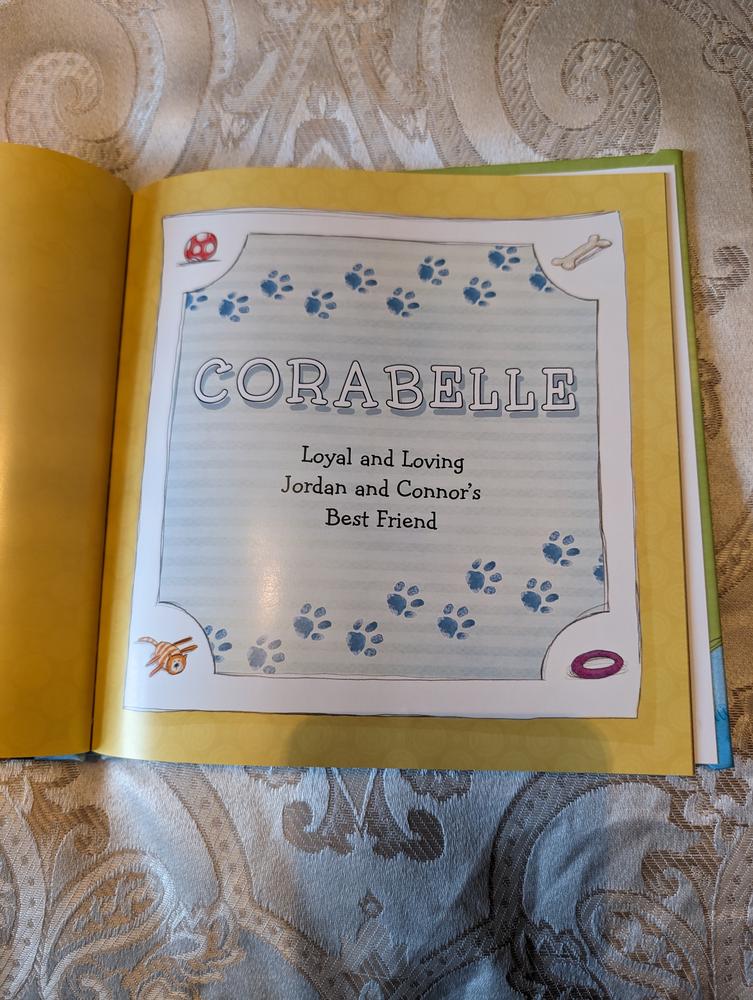 CORABELLE
Loyal and Loving
Jordan and Connor's
Best Friend